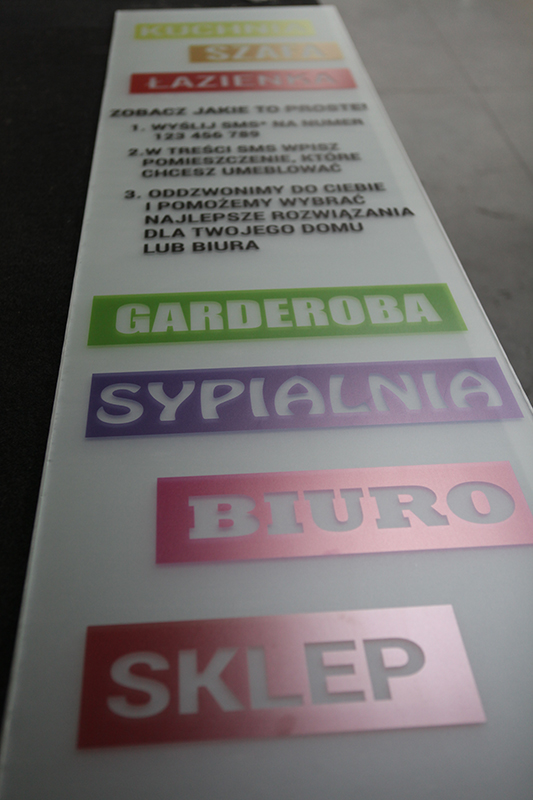 KUCHNIA
SZAFA
ŁAZIENKA
ZOBACZ JAKIE TO PROSTE!
1. WYŚLIJ SMS* NA NUMER
123 456 789
2. W TREŚCI SMS WPISZ
POMIESZCZENIE, KTÓRE
CHCESZ UMEBLOWAĆ
3. ODDZWONIMY DO CIEBIE
I POMOŻEMY WYBRAĆ
NAJLEPSZE ROZWIĄZANIA
DLA TWOJEGO DOMU
LUB BIURA
GARDEROBA
SYPIALNIA
BIURO
SKLEP